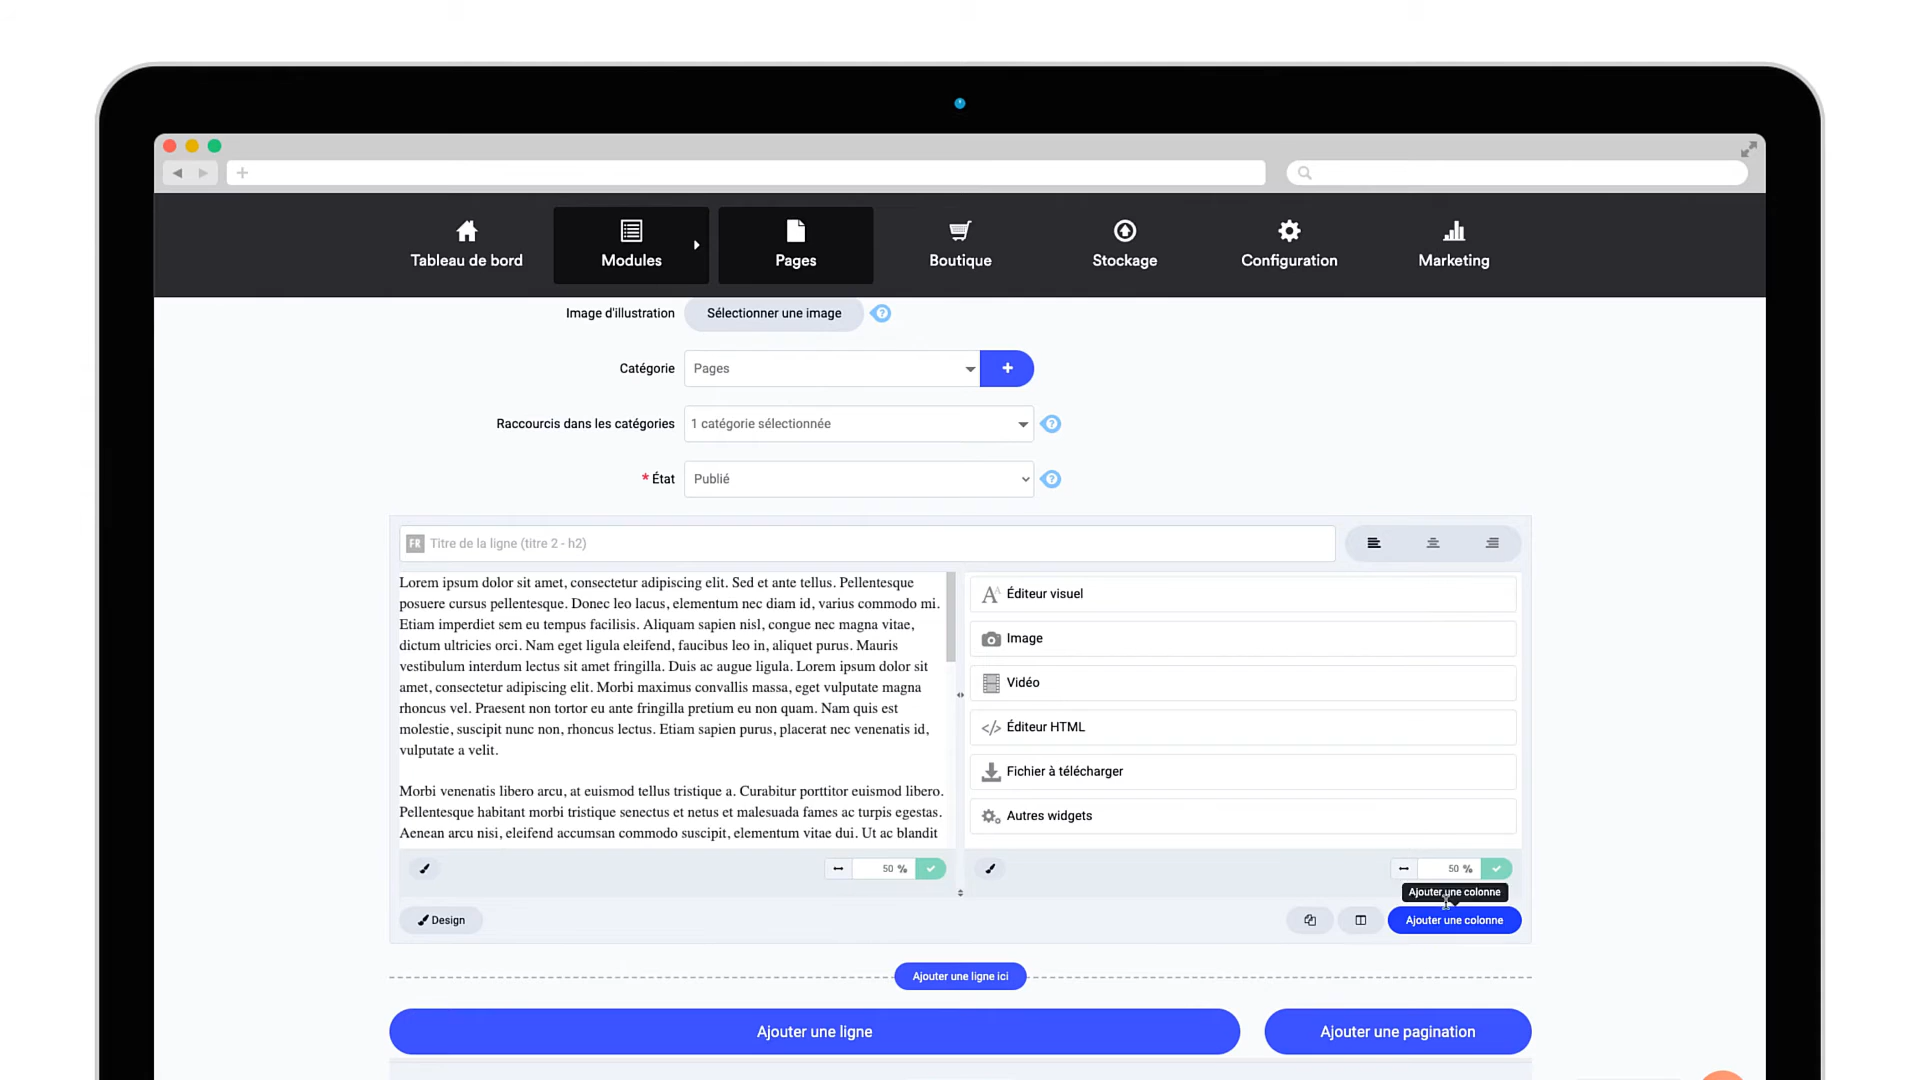 Tableau de bord
Modules
Pages
Boutique
Stockage
Configuration
Marketing
Image d'illustration
Sélectionner une image
?
Catégorie
Pages
+
Raccourcis dans les catégories
1 catégorie sélectionnée
?
* État
Publié
?
FR Titre de la ligne (titre 2 - h2)
Lorem ipsum dolor sit amet, consectetur adipiscing elit. Sed et ante tellus. Pellentesque
posuere cursus pellentesque. Donec leo lacus, elementum nec diam id, varius commodo mi.
Etiam imperdiet sem eu tempus facilisis. Aliquam sapien nisl, congue nec magna vitae,
dictum ultricies orci. Nam eget ligula eleifend, faucibus leo in, aliquet purus. Mauris
vestibulum interdum lectus sit amet fringilla. Duis ac augue ligula. Lorem ipsum dolor sit
amet, consectetur adipiscing elit. Morbi maximus convallis massa, eget vulputate magna
rhoncus vel. Praesent non tortor eu ante fringilla pretium eu non quam. Nam quis est
molestie, suscipit nunc non, rhoncus lectus. Etiam sapien purus, placerat nec venenatis id,
vulputate a velit.
Morbi venenatis libero arcu, at euismod tellus tristique a. Curabitur porttitor euismod libero.
Pellentesque habitant morbi tristique senectus et netus et malesuada fames ac turpis egestas.
Aenean arcu nisi, eleifend accumsan commodo suscipit, elementum vitae dui. Ut ac blandit
Éditeur visuel
Image
Vidéo
Éditeur HTML
Fichier à télécharger
Autres widgets
50 %
50 %
Ajouter une colonne
Design
Ajouter une colonne
Ajouter une ligne ici
Ajouter une ligne
Ajouter une pagination